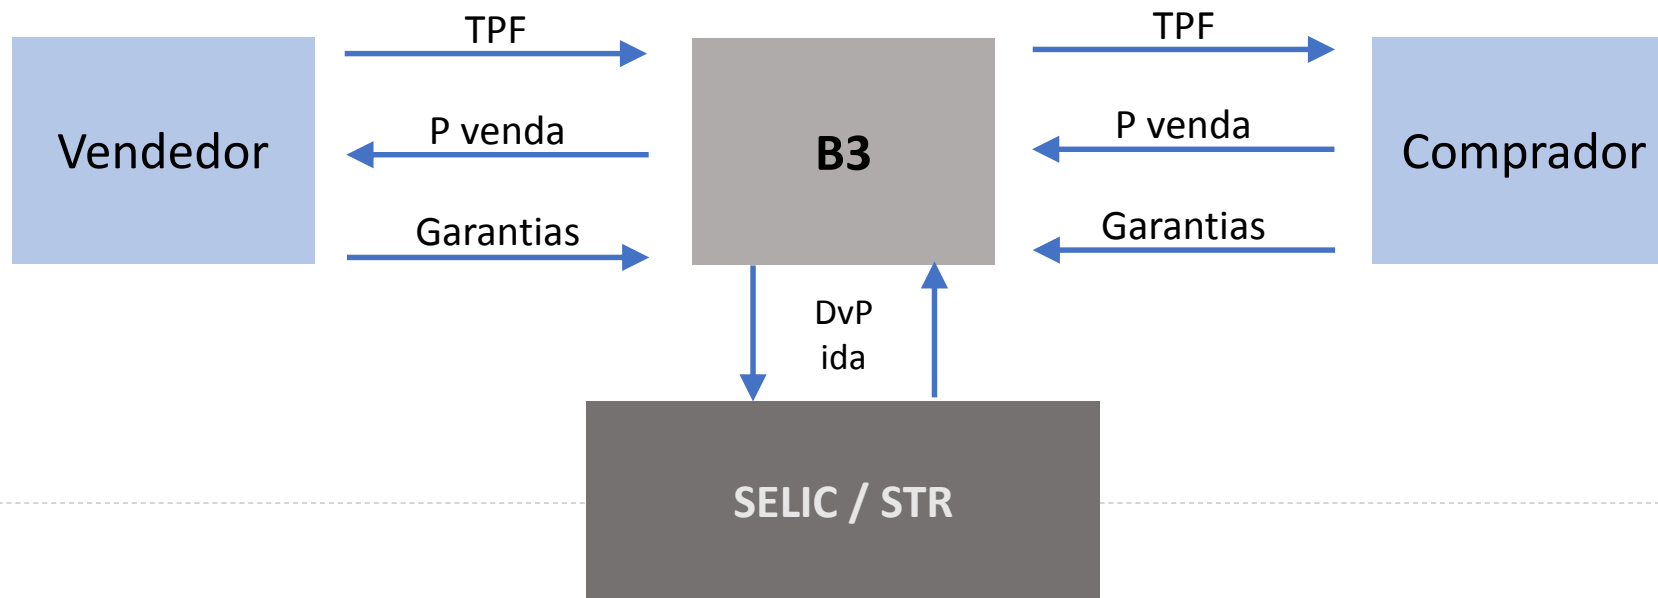 TPF
TPF
Vendedor
P venda
B3
P venda
Comprador
Garantias
Garantias
DvP
ida
SELIC / STR